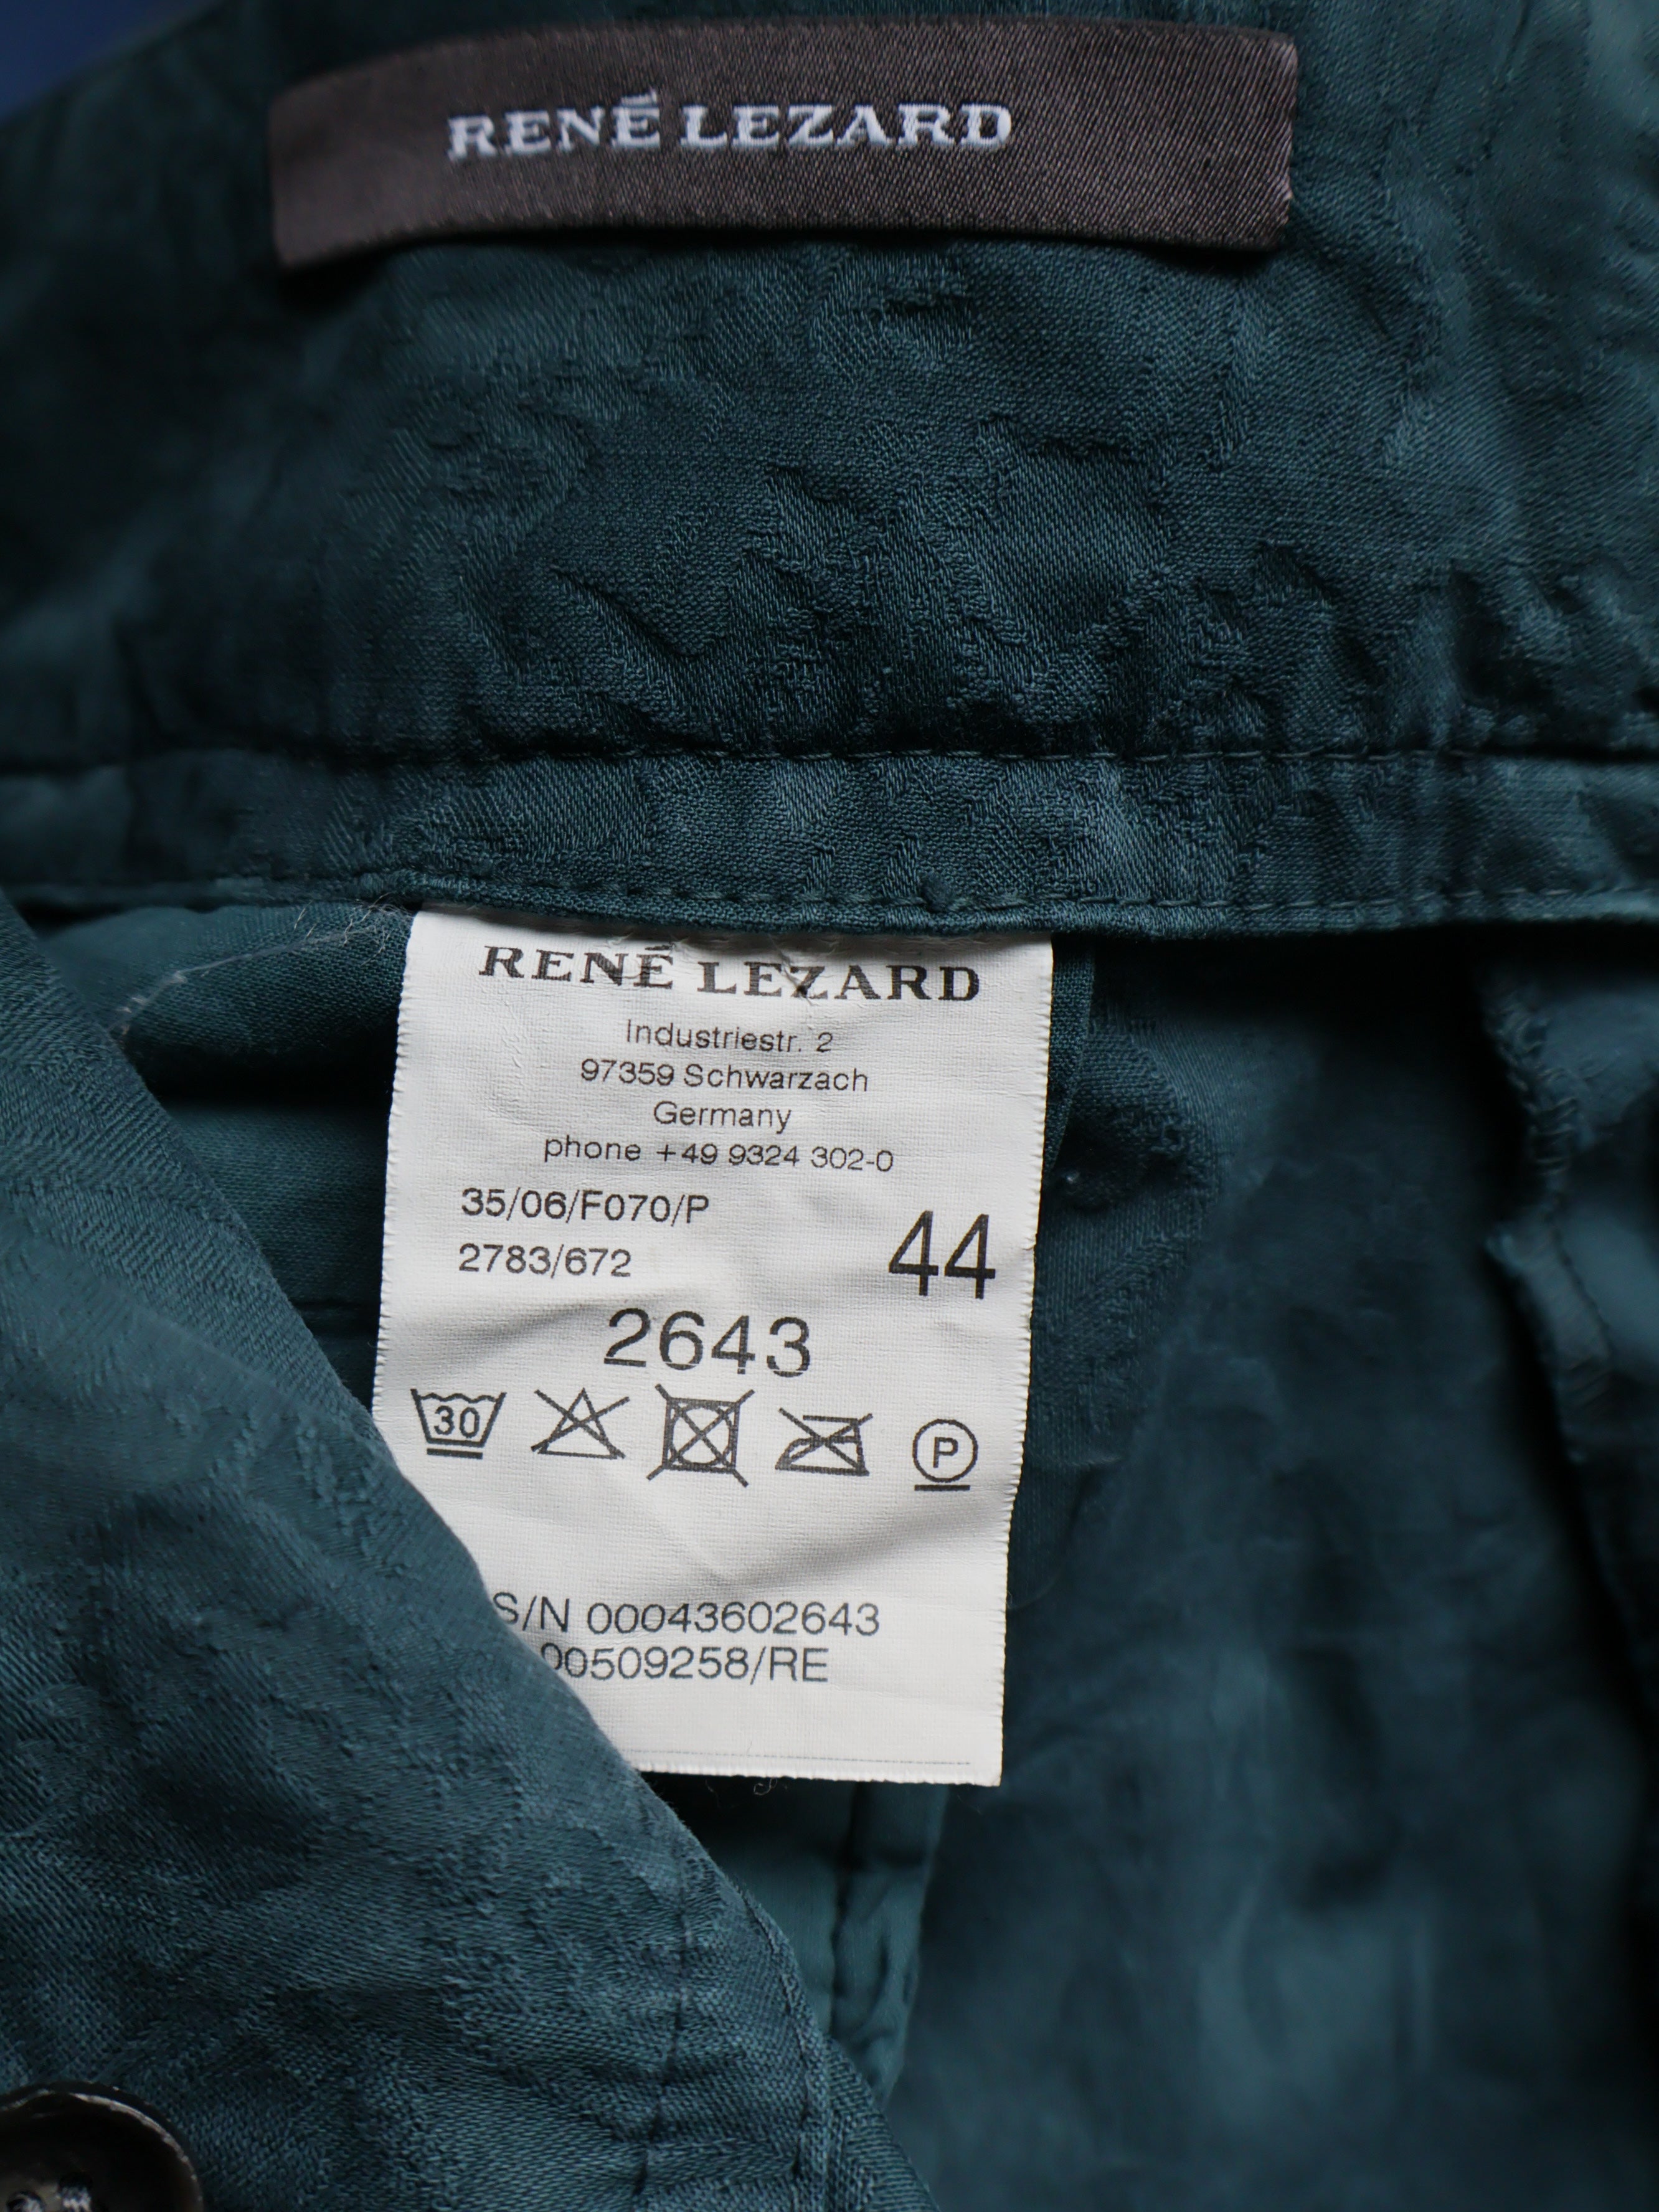 RENÉ LEZARD
RENÉ LEZARD
Industriestr. 2
97359 Schwarzach
Germany
phone +49 9324 302-0
35/06/F070/P
2783/672
44
2643
30
P
S/N 00043602643
00509258/RE